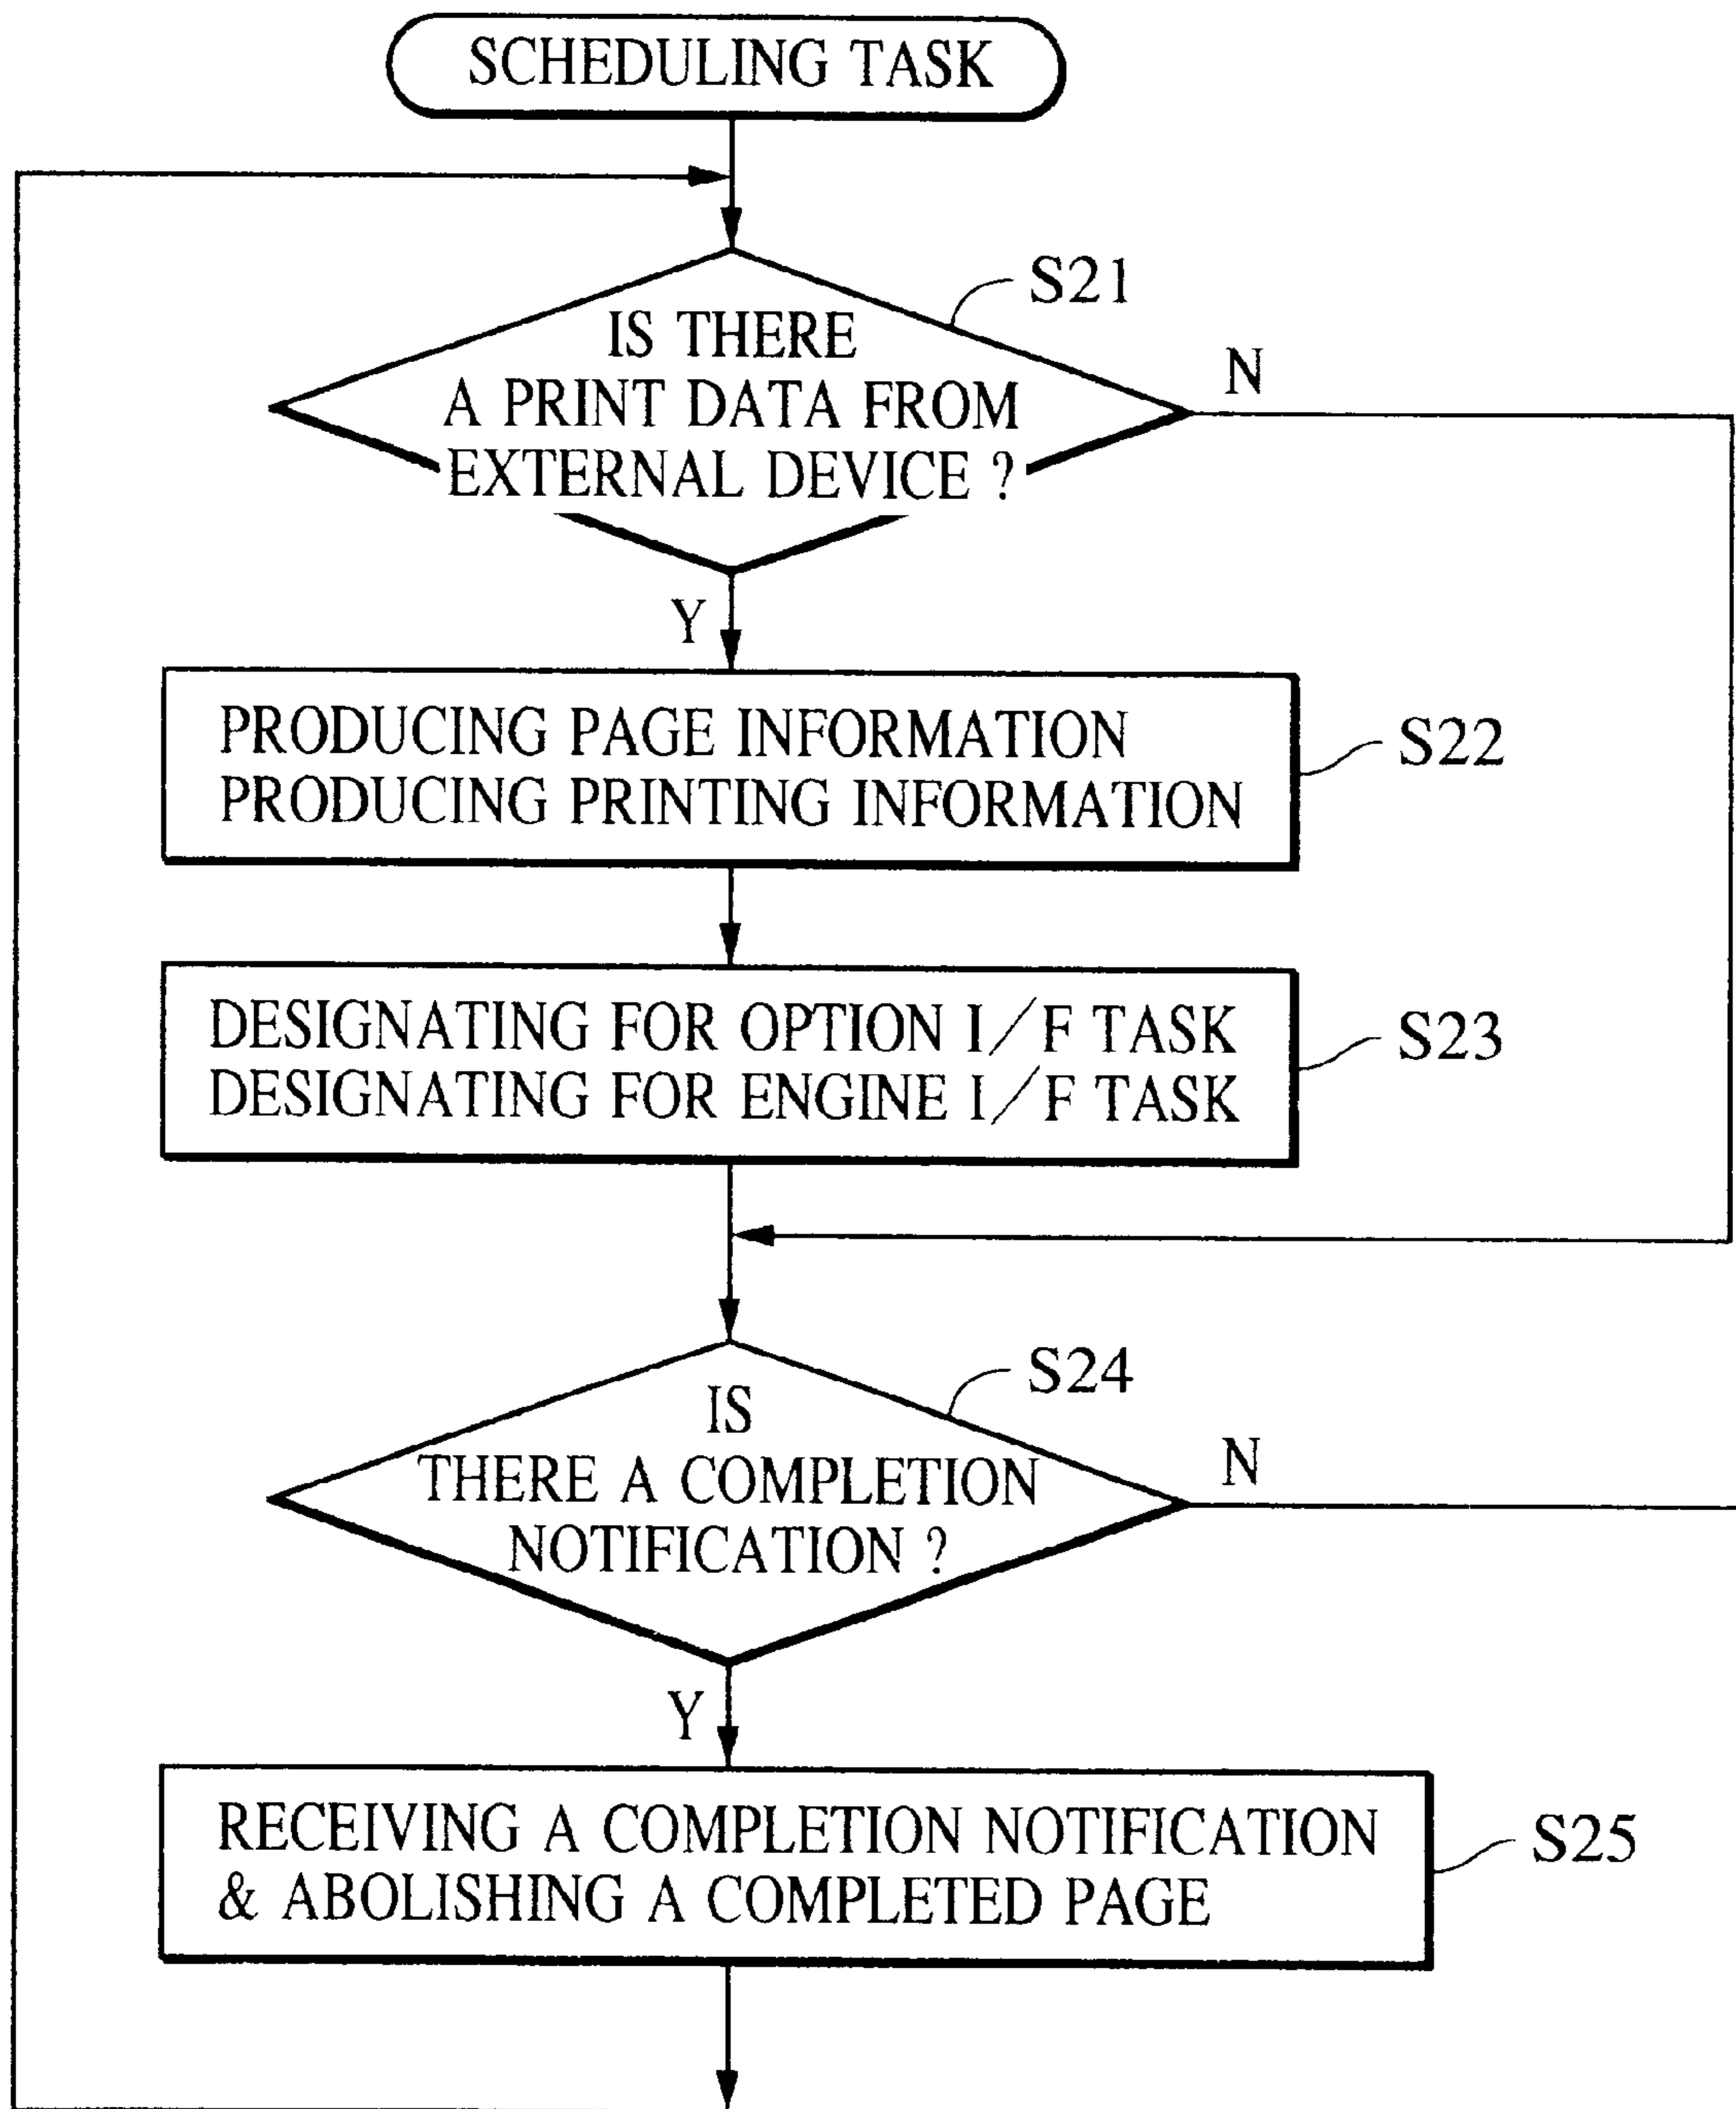 SCHEDULING TASK
S21
IS THERE
A PRINT DATA FROM
EXTERNAL DEVICE ?
N
Y
PRODUCING PAGE INFORMATION
PRODUCING PRINTING INFORMATION
S22
DESIGNATING FOR OPTION I/F TASK
DESIGNATING FOR ENGINE I/F TASK
S23
S24
IS
THERE A COMPLETION
NOTIFICATION ?
N
Y
RECEIVING A COMPLETION NOTIFICATION
& ABOLISHING A COMPLETED PAGE
S25